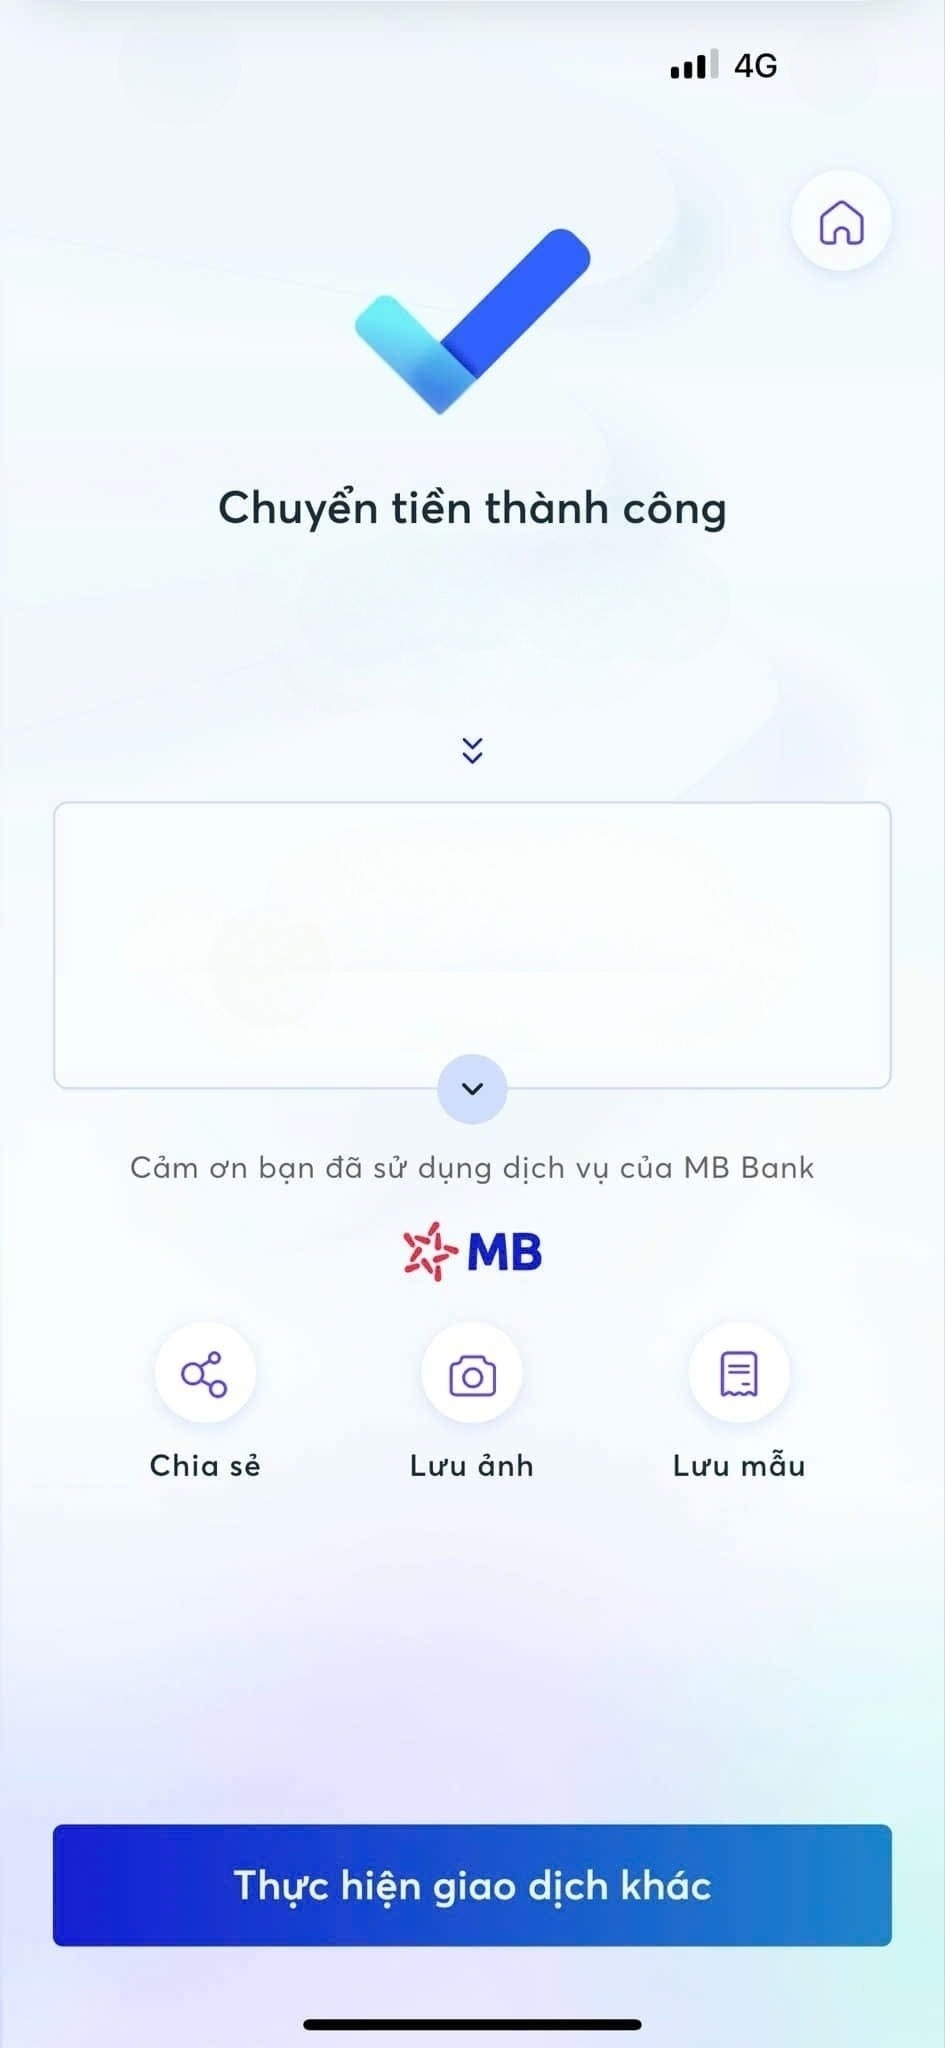 4G
Chuyển tiền thành công
Cảm ơn bạn đã sử dụng dịch vụ của MB Bank
MB
Chia sẻ
Lưu ảnh
Lưu mẫu
Thực hiện giao dịch khác